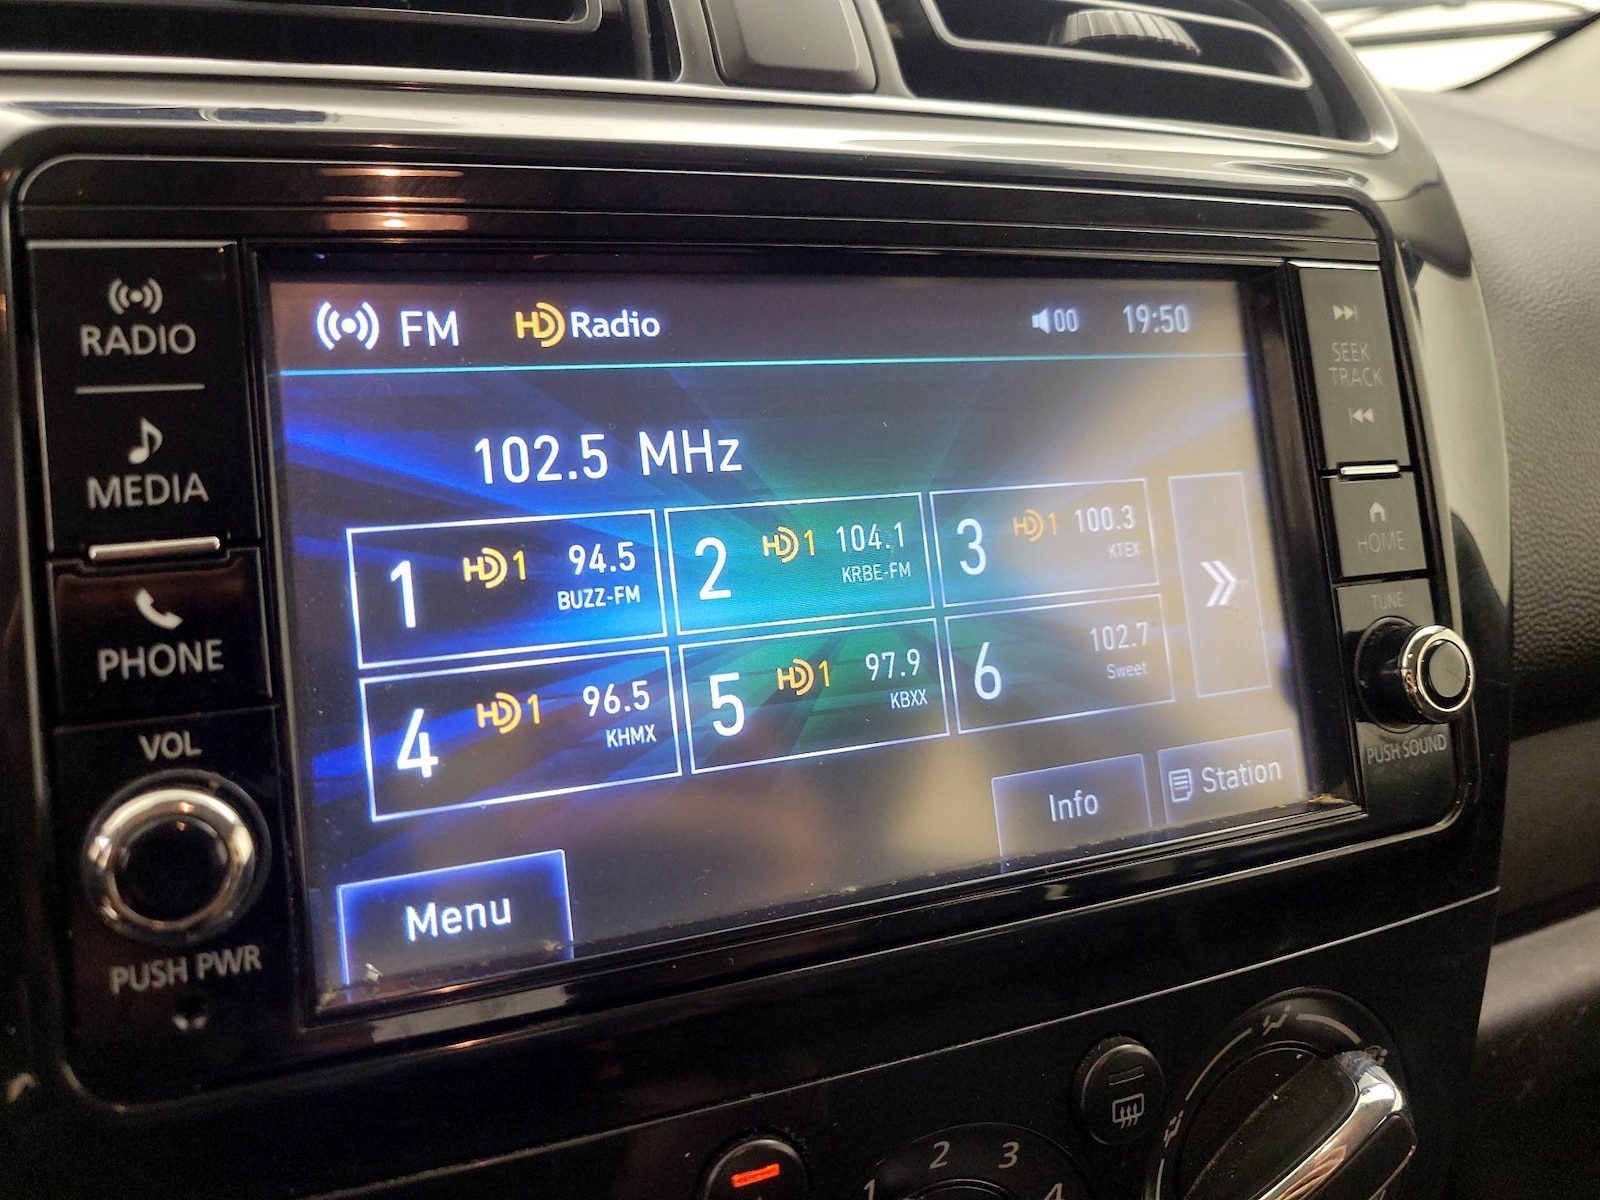 FM HD Radio 00 19:50
RADIO
MEDIA
PHONE
VOL
PUSH PWR
102.5 MHz
1 HD 1 94.5
BUZZ-FM
2 HD 1 104.1
KRBE-FM
3 HD 1 100.3
KTEX
4 HD 1 96.5
KHMX
5 HD 1 97.9
KBXX
6 102.7
Sweet
Menu
Info
Station
SEEK
TRACK
HOME
TUNE
PUSH SOUND
1 2 3 4